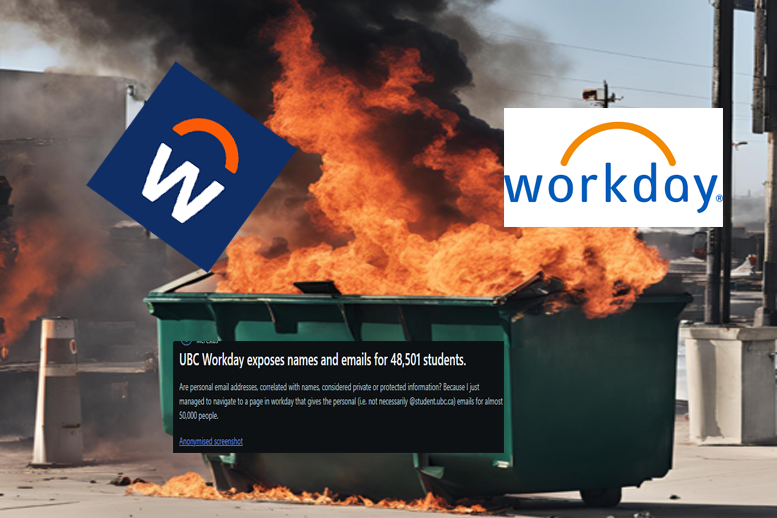 W
workday®
UBC Workday exposes names and emails for 48,501 students.
Are personal email addresses, correlated with names, considered private or protected information? Because I just
managed to navigate to a page in workday that gives the personal (i.e. not necessarily @student.ubc.ca) emails for almost
50,000 people.
Anonymised screenshot